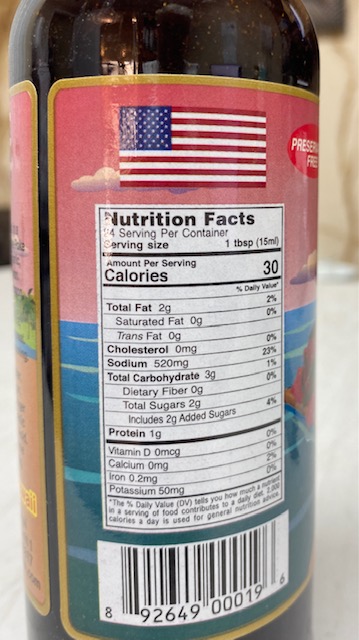 PRESER
FREE
Nutrition Facts
24 Serving Per Container
Serving size 1 tbsp (15ml)
Amount Per Serving
Calories 30
% Daily Value*
Total Fat 2g 2%
Saturated Fat 0g 0%
Trans Fat 0g
Cholesterol 0mg 0%
Sodium 520mg 23%
Total Carbohydrate 3g 1%
Dietary Fiber 0g 0%
Total Sugars 2g
Includes 2g Added Sugars 4%
Protein 1g
Vitamin D 0mcg 0%
Calcium 0mg 0%
Iron 0.2mg 2%
Potassium 50mg 0%
*The % Daily Value (DV) tells you how much a nutrient
in a serving of food contributes to a daily diet. 2,000
calories a day is used for general nutrition advice.
8 92649 00019 6